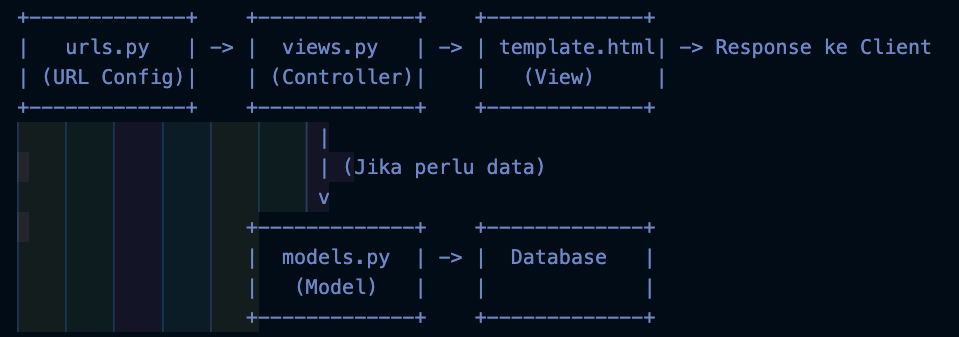 +-------------+    +-------------+    +-------------+
|   urls.py   | -> |  views.py   | -> | template.html| -> Response ke Client
| (URL Config)|    | (Controller)|    |   (View)     |
+-------------+    +-------------+    +-------------+
                         |
                         | (Jika perlu data)
                         v
                   +-------------+    +-------------+
                   |  models.py  | -> |  Database   |
                   |   (Model)   |    |             |
                   +-------------+    +-------------+